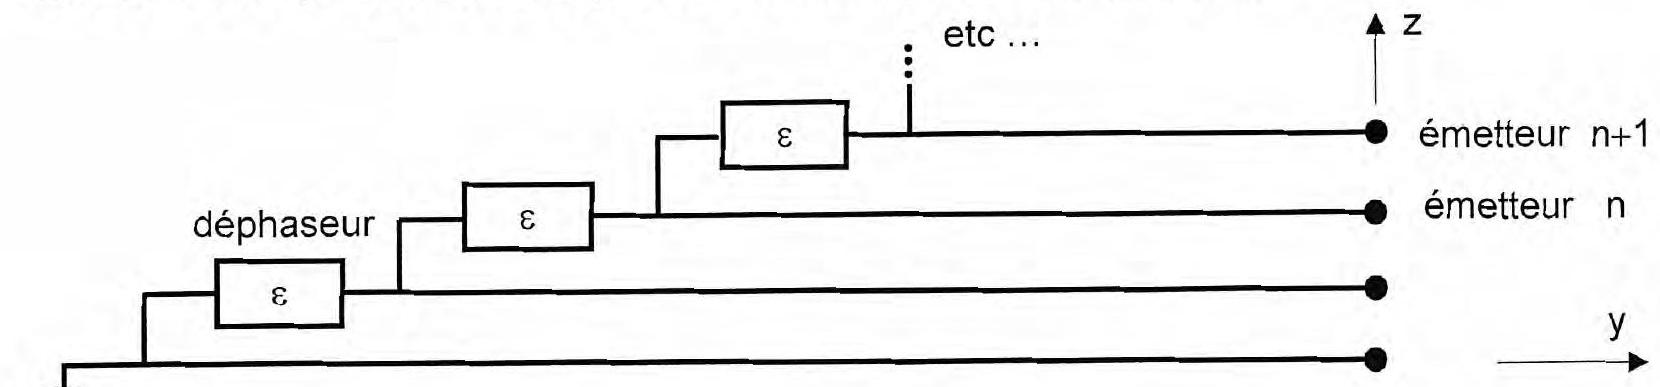 etc ...
z
ε
émetteur n+1
ε
émetteur n
déphaseur
ε
y